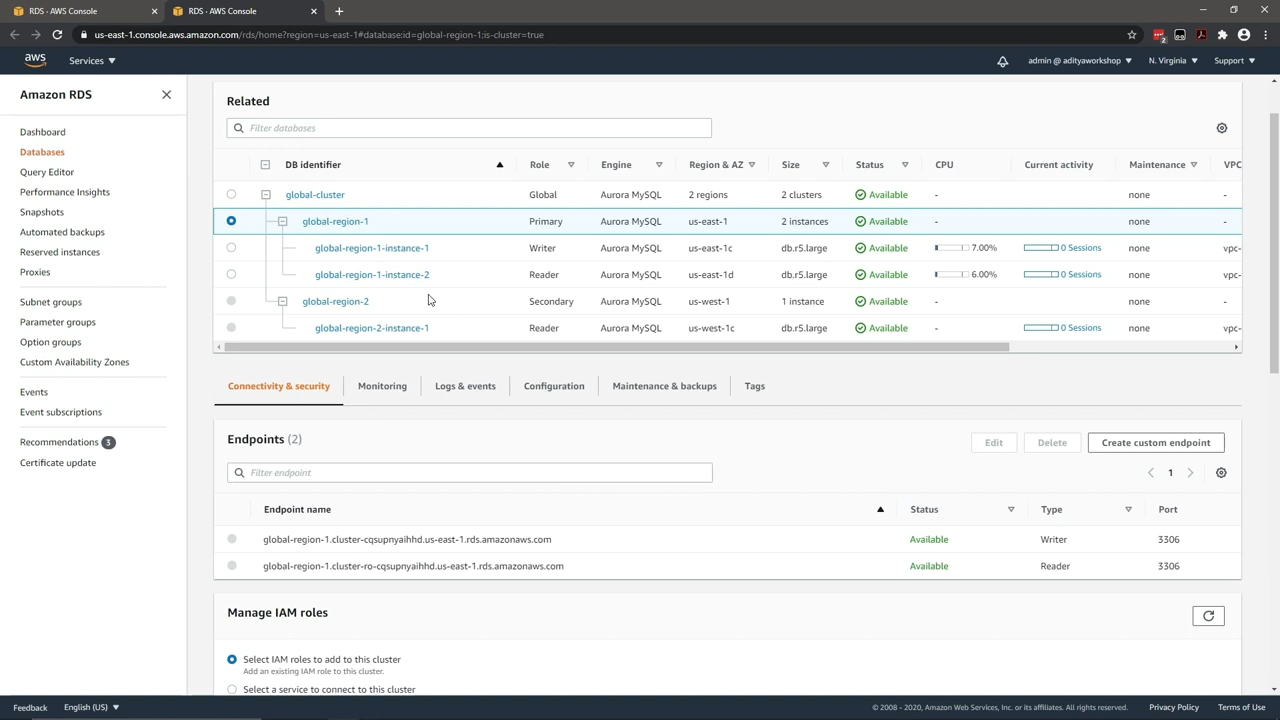 RDS - AWS Console
RDS - AWS Console
us-east-1.console.aws.amazon.com/rds/home?region=us-east-1#database:id=global-region-1;is-cluster=true
2
aws
Services
admin @ adityaworkshop
N. Virginia
Support
Amazon RDS
Dashboard
Databases
Query Editor
Performance Insights
Snapshots
Automated backups
Reserved instances
Proxies
Subnet groups
Parameter groups
Option groups
Custom Availability Zones
Events
Event subscriptions
Recommendations 3
Certificate update
Related
Filter databases
DB identifier Role Engine Region & AZ Size Status CPU Current activity Maintenance VPC
global-cluster Global Aurora MySQL 2 regions 2 clusters Available - none -
global-region-1 Primary Aurora MySQL us-east-1 2 instances Available - none -
global-region-1-instance-1 Writer Aurora MySQL us-east-1c db.r5.large Available 7.00% 0 Sessions none vpc-
global-region-1-instance-2 Reader Aurora MySQL us-east-1d db.r5.large Available 6.00% 0 Sessions none vpc-
global-region-2 Secondary Aurora MySQL us-west-1 1 instance Available - none -
global-region-2-instance-1 Reader Aurora MySQL us-west-1c db.r5.large Available - 0 Sessions none vpc-
Connectivity & security Monitoring Logs & events Configuration Maintenance & backups Tags
Endpoints (2)
Edit Delete Create custom endpoint
Filter endpoint
1
Endpoint name Status Type Port
global-region-1.cluster-cqsupnyaihhd.us-east-1.rds.amazonaws.com Available Writer 3306
global-region-1.cluster-ro-cqsupnyaihhd.us-east-1.rds.amazonaws.com Available Reader 3306
Manage IAM roles
Select IAM roles to add to this cluster
Add an existing IAM role to this cluster.
Select a service to connect to this cluster
Feedback English (US) © 2008 - 2020, Amazon Web Services, Inc. or its affiliates. All rights reserved. Privacy Policy Terms of Use